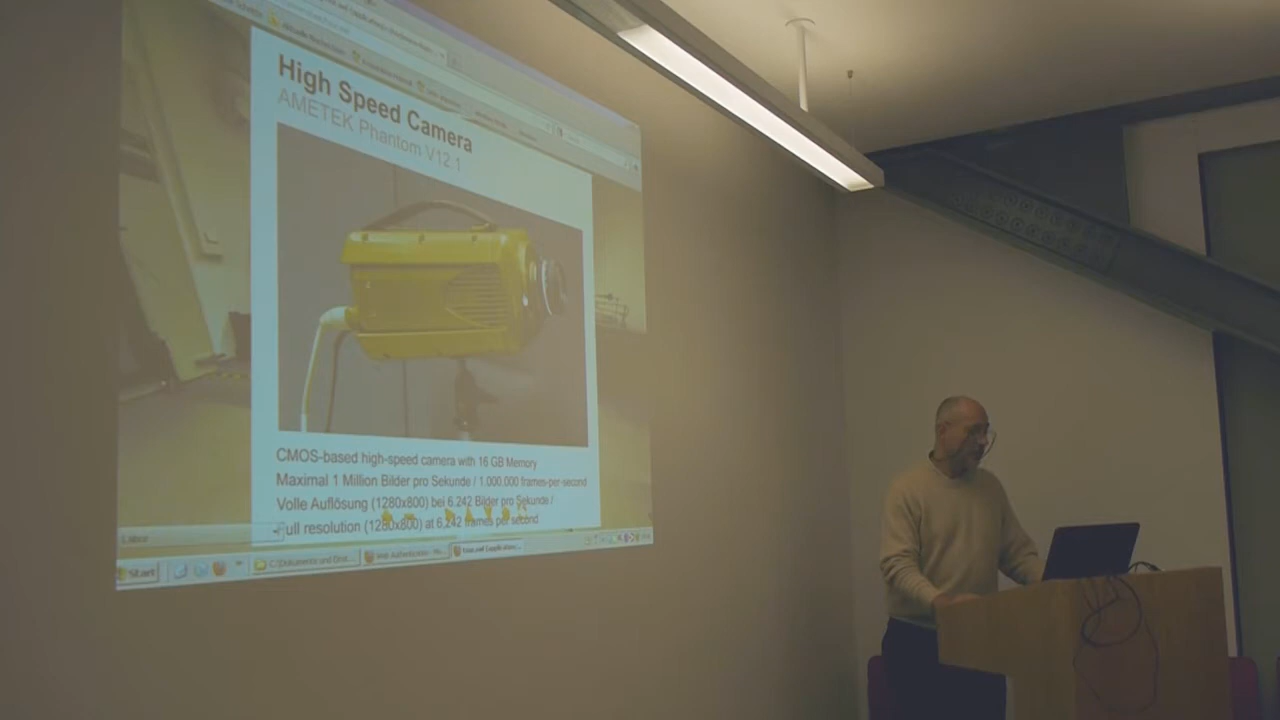 High Speed Camera
AMETEK Phantom V12.1
CMOS-based high-speed camera with 16 GB Memory
Maximal 1 Million Bilder pro Sekunde / 1.000.000 frames-per-second
Volle Auflösung (1280x800) bei 6.242 Bilder pro Sekunde /
Full resolution (1280x800) at 6,242 frames per second
Start